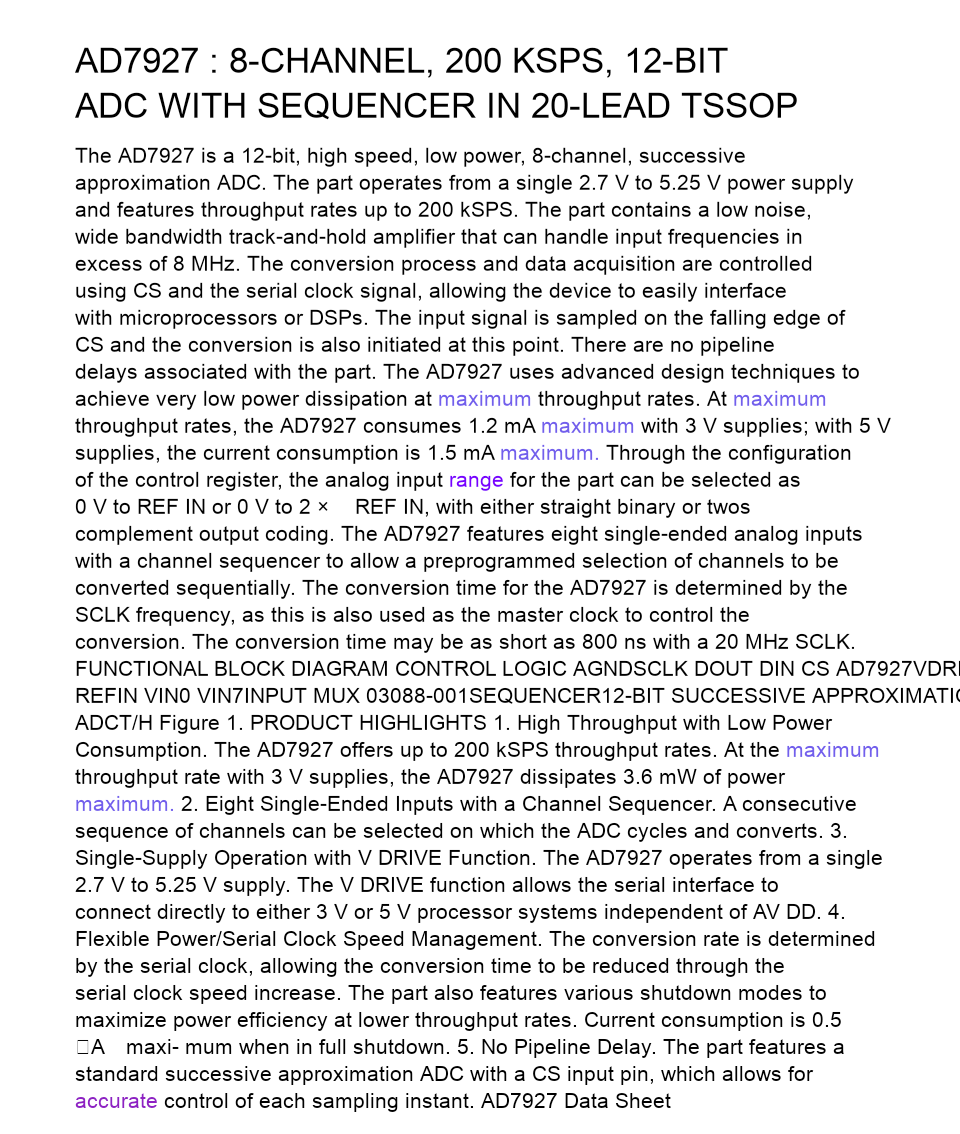 AD7927 : 8-CHANNEL, 200 KSPS, 12-BIT
ADC WITH SEQUENCER IN 20-LEAD TSSOP
The AD7927 is a 12-bit, high speed, low power, 8-channel, successive
approximation ADC. The part operates from a single 2.7 V to 5.25 V power supply
and features throughput rates up to 200 kSPS. The part contains a low noise,
wide bandwidth track-and-hold amplifier that can handle input frequencies in
excess of 8 MHz. The conversion process and data acquisition are controlled
using CS and the serial clock signal, allowing the device to easily interface
with microprocessors or DSPs. The input signal is sampled on the falling edge of
CS and the conversion is also initiated at this point. There are no pipeline
delays associated with the part. The AD7927 uses advanced design techniques to
achieve very low power dissipation at maximum throughput rates. At maximum
throughput rates, the AD7927 consumes 1.2 mA maximum with 3 V supplies; with 5 V
supplies, the current consumption is 1.5 mA maximum. Through the configuration
of the control register, the analog input range for the part can be selected as
0 V to REF IN or 0 V to 2 × REF IN, with either straight binary or twos
complement output coding. The AD7927 features eight single-ended analog inputs
with a channel sequencer to allow a preprogrammed selection of channels to be
converted sequentially. The conversion time for the AD7927 is determined by the
SCLK frequency, as this is also used as the master clock to control the
conversion. The conversion time may be as short as 800 ns with a 20 MHz SCLK.
FUNCTIONAL BLOCK DIAGRAM CONTROL LOGIC AGNDSCLK DOUT DIN CS AD7927VDRI
REFIN VIN0 VIN7INPUT MUX 03088-001SEQUENCER12-BIT SUCCESSIVE APPROXIMATIO
ADCT/H Figure 1. PRODUCT HIGHLIGHTS 1. High Throughput with Low Power
Consumption. The AD7927 offers up to 200 kSPS throughput rates. At the maximum
throughput rate with 3 V supplies, the AD7927 dissipates 3.6 mW of power
maximum. 2. Eight Single-Ended Inputs with a Channel Sequencer. A consecutive
sequence of channels can be selected on which the ADC cycles and converts. 3.
Single-Supply Operation with V DRIVE Function. The AD7927 operates from a single
2.7 V to 5.25 V supply. The V DRIVE function allows the serial interface to
connect directly to either 3 V or 5 V processor systems independent of AV DD. 4.
Flexible Power/Serial Clock Speed Management. The conversion rate is determined
by the serial clock, allowing the conversion time to be reduced through the
serial clock speed increase. The part also features various shutdown modes to
maximize power efficiency at lower throughput rates. Current consumption is 0.5
□A maxi- mum when in full shutdown. 5. No Pipeline Delay. The part features a
standard successive approximation ADC with a CS input pin, which allows for
accurate control of each sampling instant. AD7927 Data Sheet